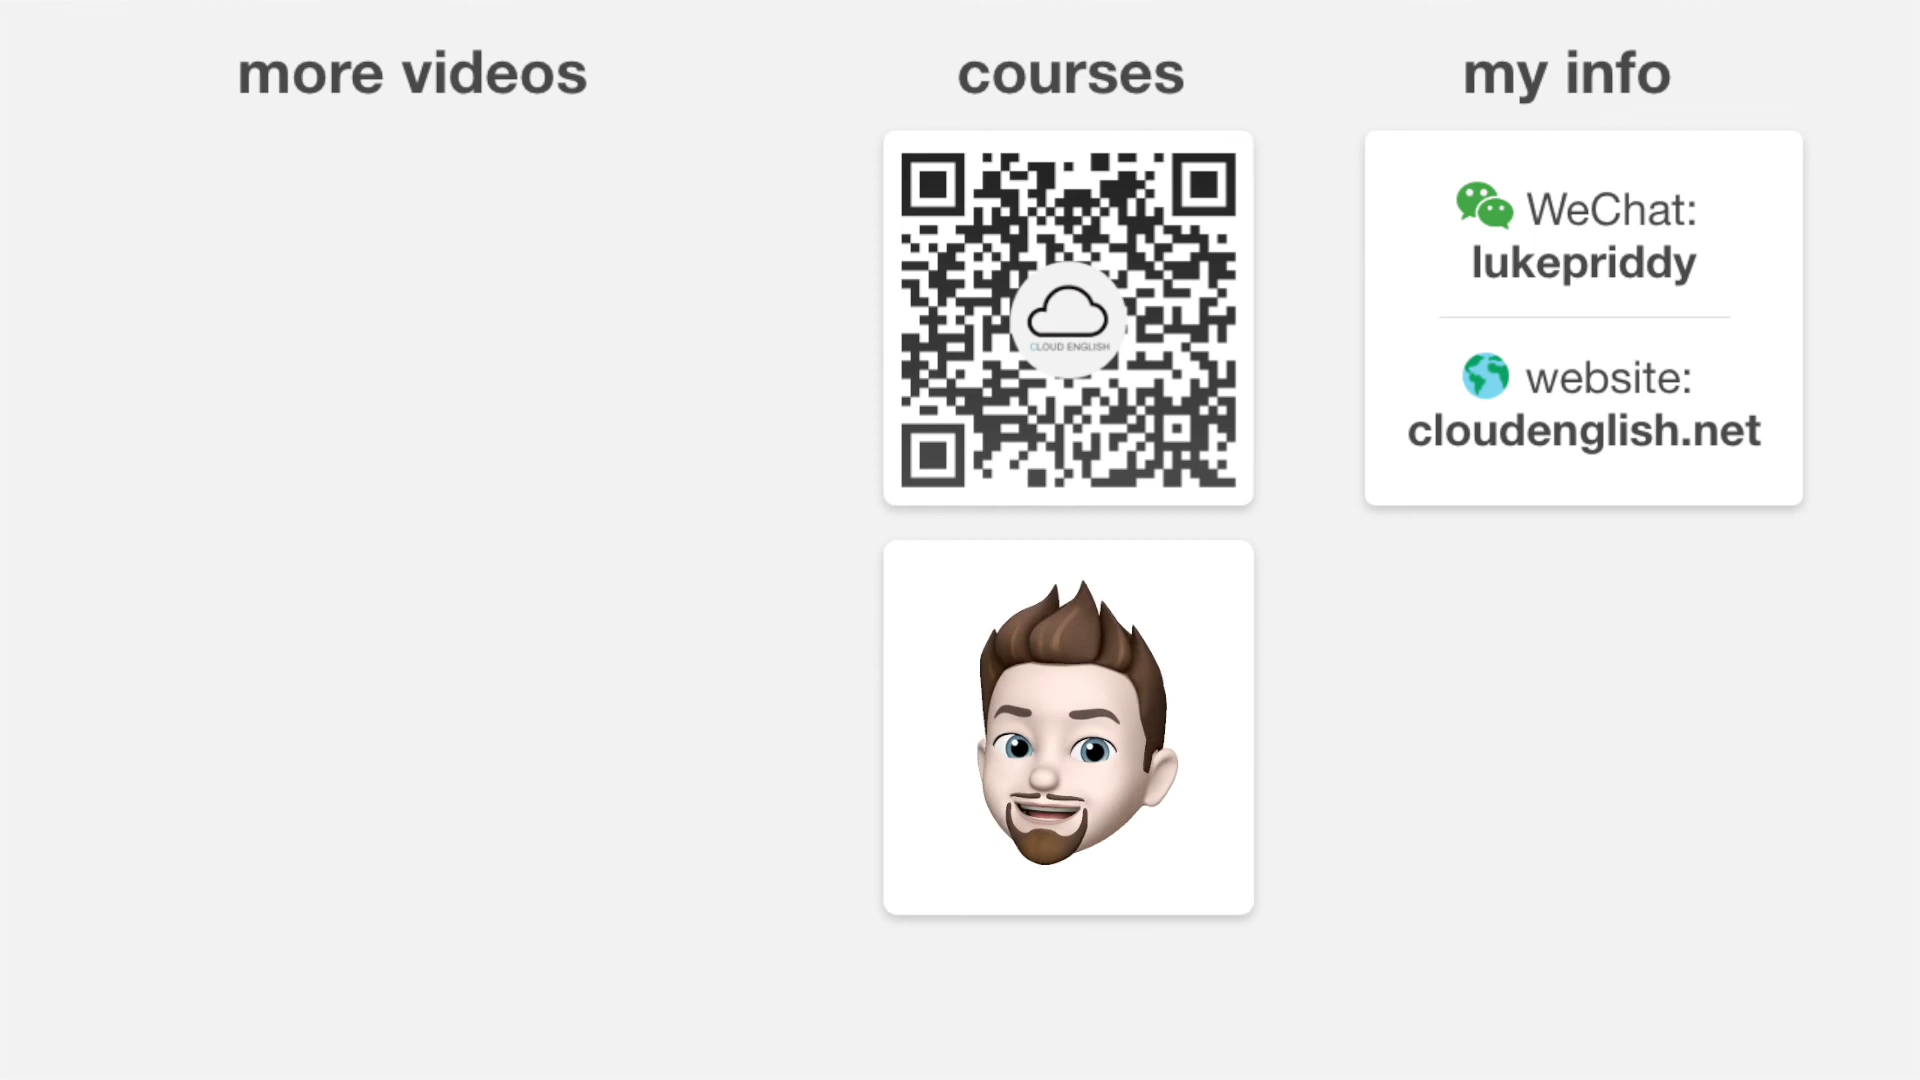 more videos
courses
CLOUD ENGLISH
my info
WeChat:
lukepriddy
website:
cloudenglish.net